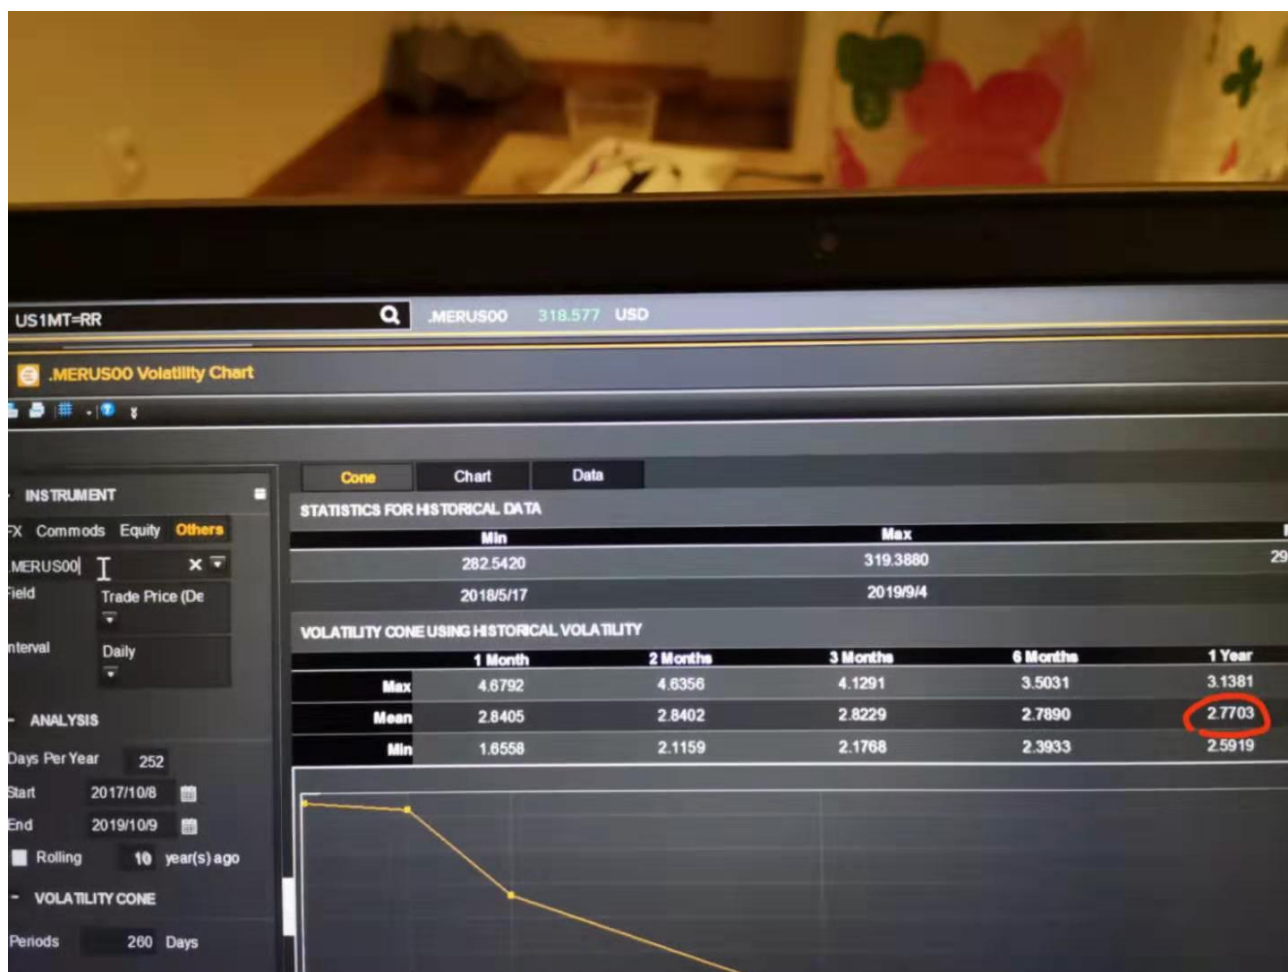 US1MT=RR .MERUS00 318.577 USD
.MERUS00 Volatility Chart
INSTRUMENT
Commods Equity Others
.MERUS00
Trade Price (De
Daily
ANALYSIS
Days Per Year 252
Start 2017/10/8
End 2019/10/9
Rolling 10 year(s) ago
VOLATILITY CONE
Periods 260 Days
Cone Chart Data
STATISTICS FOR HISTORICAL DATA
Min Max
282.5420 319.3880 29
2018/5/17 2019/9/4
VOLATILITY CONE USING HISTORICAL VOLATILITY
1 Month 2 Months 3 Months 6 Months 1 Year
Max 4.6792 4.6356 4.1291 3.5031 3.1381
Mean 2.8405 2.8402 2.8229 2.7890 2.7703
Min 1.6558 2.1159 2.1768 2.3933 2.5919